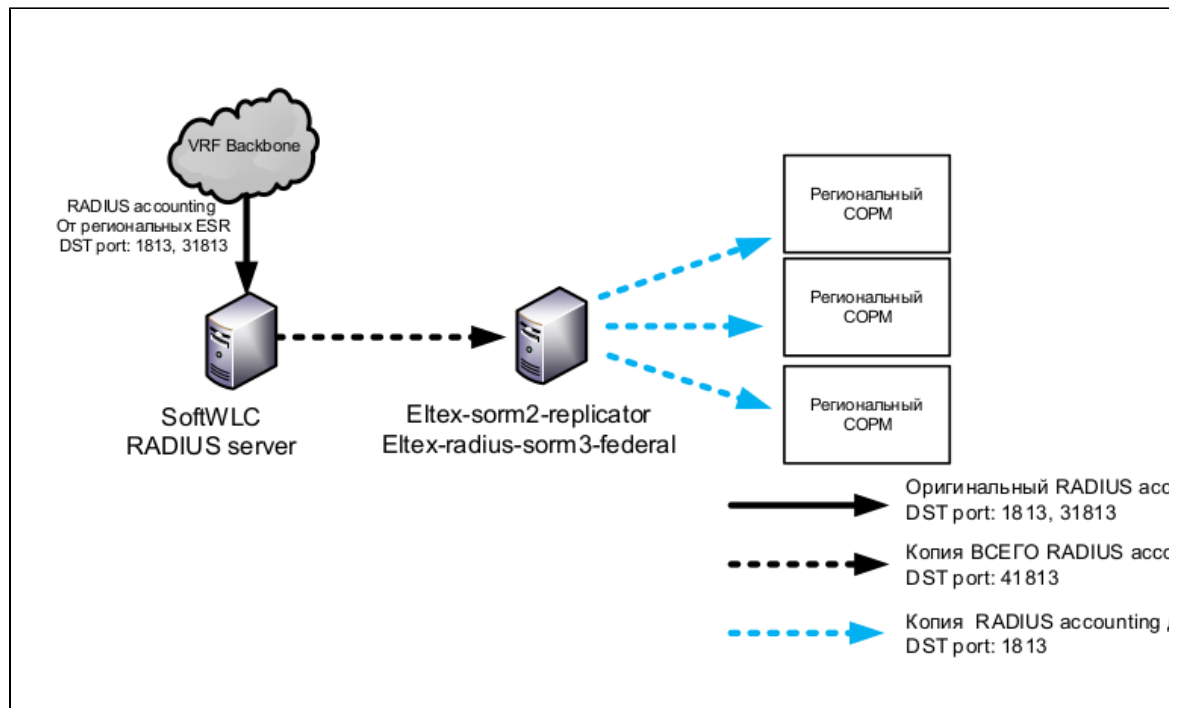 VRF Backbone
RADIUS accounting
От региональных ESR
DST port: 1813, 31813
SoftWLC
RADIUS server
Eltex-sorm2-replicator
Eltex-radius-sorm3-federal
Региональный
СОРМ
Региональный
СОРМ
Региональный
СОРМ
Оригинальный RADIUS
DST port: 1813, 31813
Копия ВСЕГО RADIUS
DST port: 41813
Копия RADIUS accounting
DST port: 1813